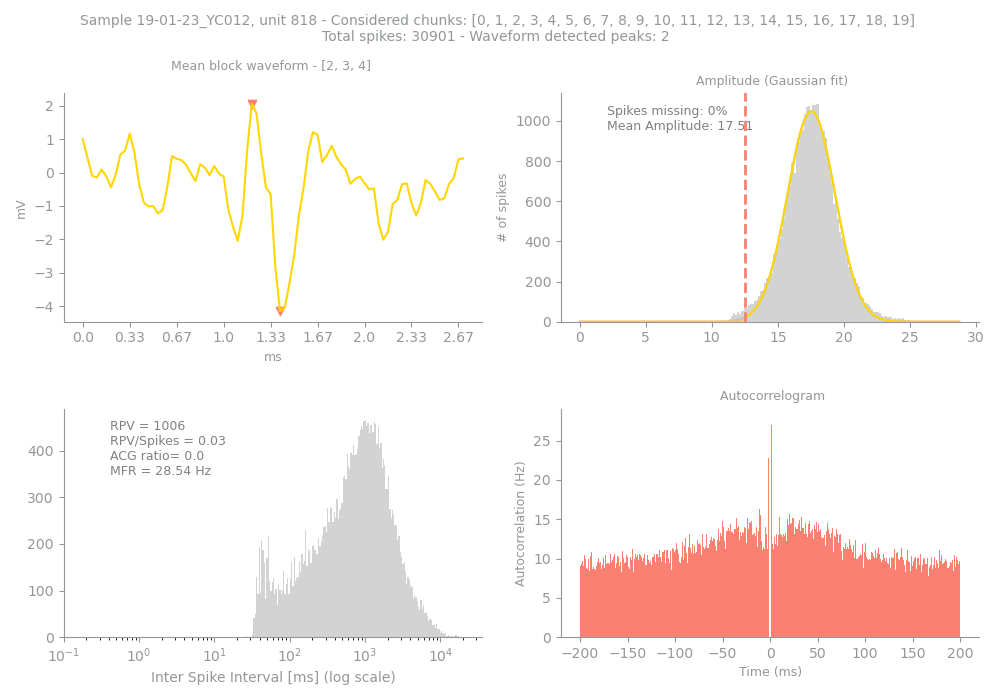 Sample 19-01-23_YC012, unit 818 - Considered chunks: [0, 1, 2, 3, 4, 5, 6, 7, 8, 9, 10, 11, 12, 13, 14, 15, 16, 17, 18, 19]
Total spikes: 30901 - Waveform detected peaks: 2
Mean block waveform - [2, 3, 4]
2
1
0
−1
−2
−3
−4
mV
0.0 0.33 0.67 1.0 1.33 1.67 2.0 2.33 2.67
ms
Amplitude (Gaussian fit)
Spikes missing: 0%
Mean Amplitude: 17.51
1000
800
600
400
200
0
# of spikes
0 5 10 15 20 25 30
RPV = 1006
RPV/Spikes = 0.03
ACG ratio= 0.0
MFR = 28.54 Hz
400
300
200
100
0
10⁻¹ 10⁰ 10¹ 10² 10³ 10⁴
Inter Spike Interval [ms] (log scale)
Autocorrelogram
25
20
15
10
5
0
Autocorrelation (Hz)
−200 −150 −100 −50 0 50 100 150 200
Time (ms)